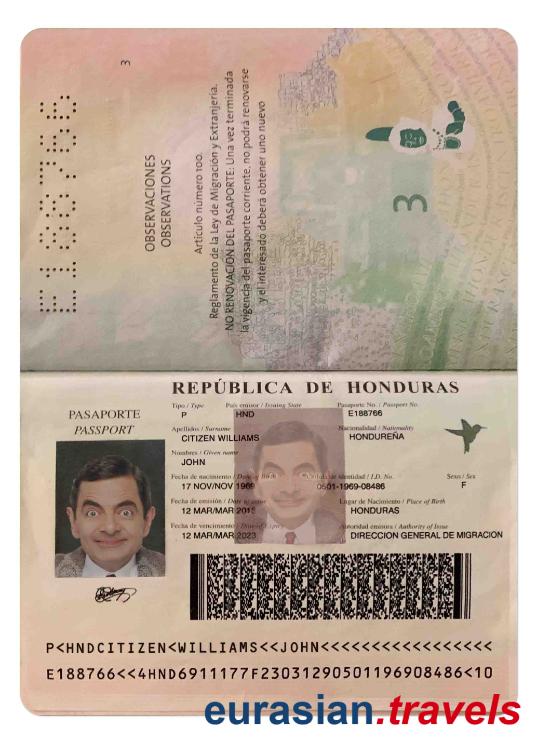 E188766
3
OBSERVACIONES
OBSERVATIONS
Artículo número 100.
Reglamento de la Ley de Migración y Extranjería.
NO RENOVACIÓN DEL PASAPORTE: Una vez terminada
la vigencia del pasaporte corriente, no podrá renovarse
y el interesado deberá obtener uno nuevo
3
REPÚBLICA DE HONDURAS
PASAPORTE
PASSPORT
Tipo / Type País emisor / Issuing State Pasaporte No. / Passport No.
P HND E188766
Apellidos / Surname Nacionalidad / Nationality
CITIZEN WILLIAMS HONDUREÑA
Nombres / Given name
JOHN
Fecha de nacimiento / Date of Birth de identidad / I.D. No. Sexo / Sex
17 NOV/NOV 1969 0501-1969-08486 F
Fecha de emisión / Date of issue Lugar de Nacimiento / Place of Birth
12 MAR/MAR HONDURAS
Fecha de vencimiento / Date of Expiry Autoridad emisora / Authority of Issue
12 MAR/MAR 2023 DIRECCION GENERAL DE MIGRACION
P<HNDCITIZEN<WILLIAMS<<JOHN<<<<<<<<<<<<<<<<<
E188766<<4HND6911177F23031290501196908486<10
eurasian.travels